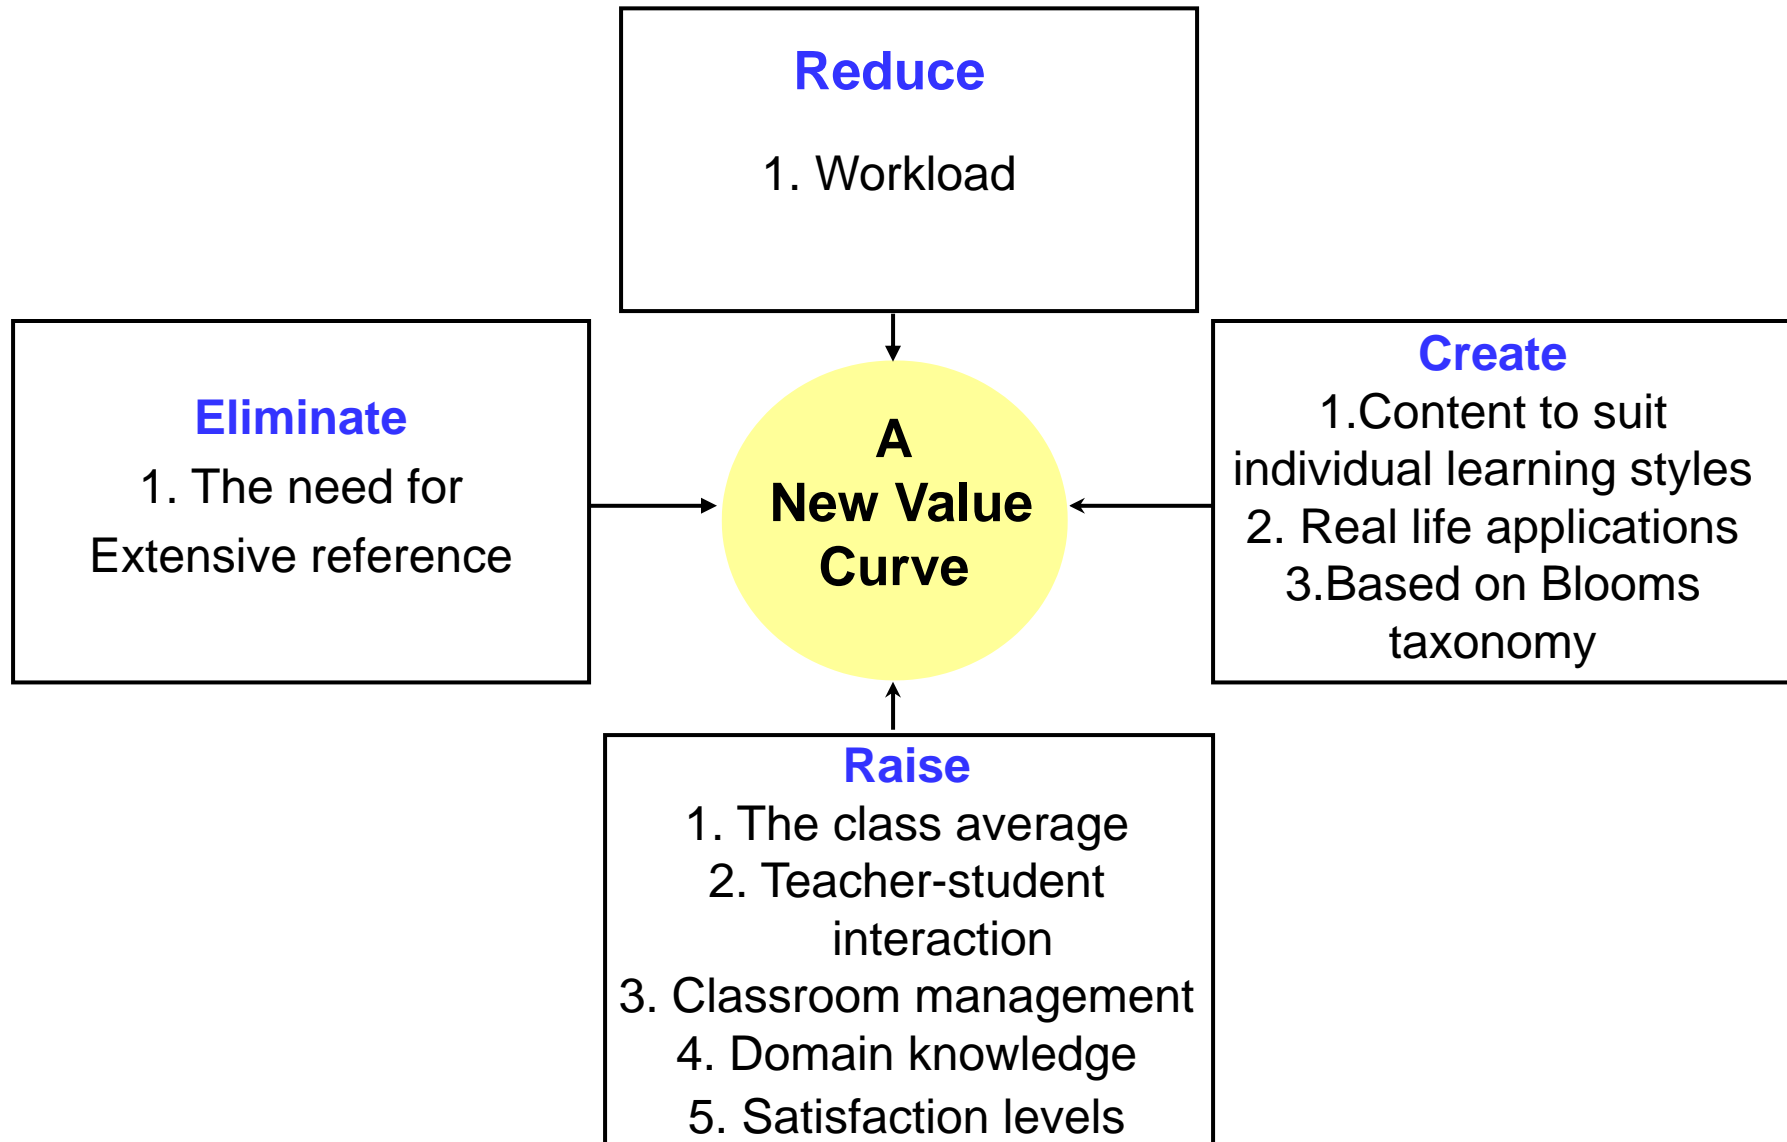 Reduce
1. Workload
Eliminate
1. The need for
Extensive reference
A
New Value
Curve
Create
1.Content to suit
individual learning styles
2. Real life applications
3.Based on Blooms
taxonomy
Raise
1. The class average
2. Teacher-student
interaction
3. Classroom management
4. Domain knowledge
5. Satisfaction levels